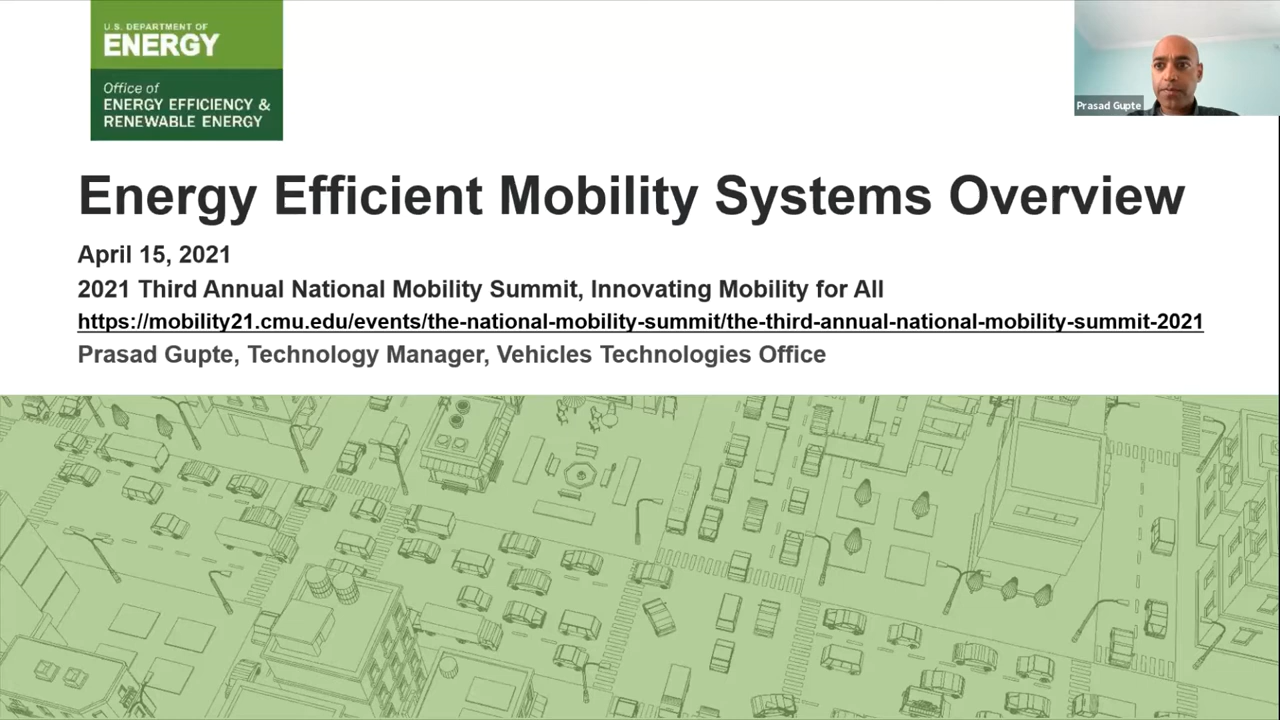 U.S. DEPARTMENT OF
ENERGY
Office of
ENERGY EFFICIENCY &
RENEWABLE ENERGY
Prasad Gupte
Energy Efficient Mobility Systems Overview
April 15, 2021
2021 Third Annual National Mobility Summit, Innovating Mobility for All
https://mobility21.cmu.edu/events/the-national-mobility-summit/the-third-annual-national-mobility-summit-2021
Prasad Gupte, Technology Manager, Vehicles Technologies Office